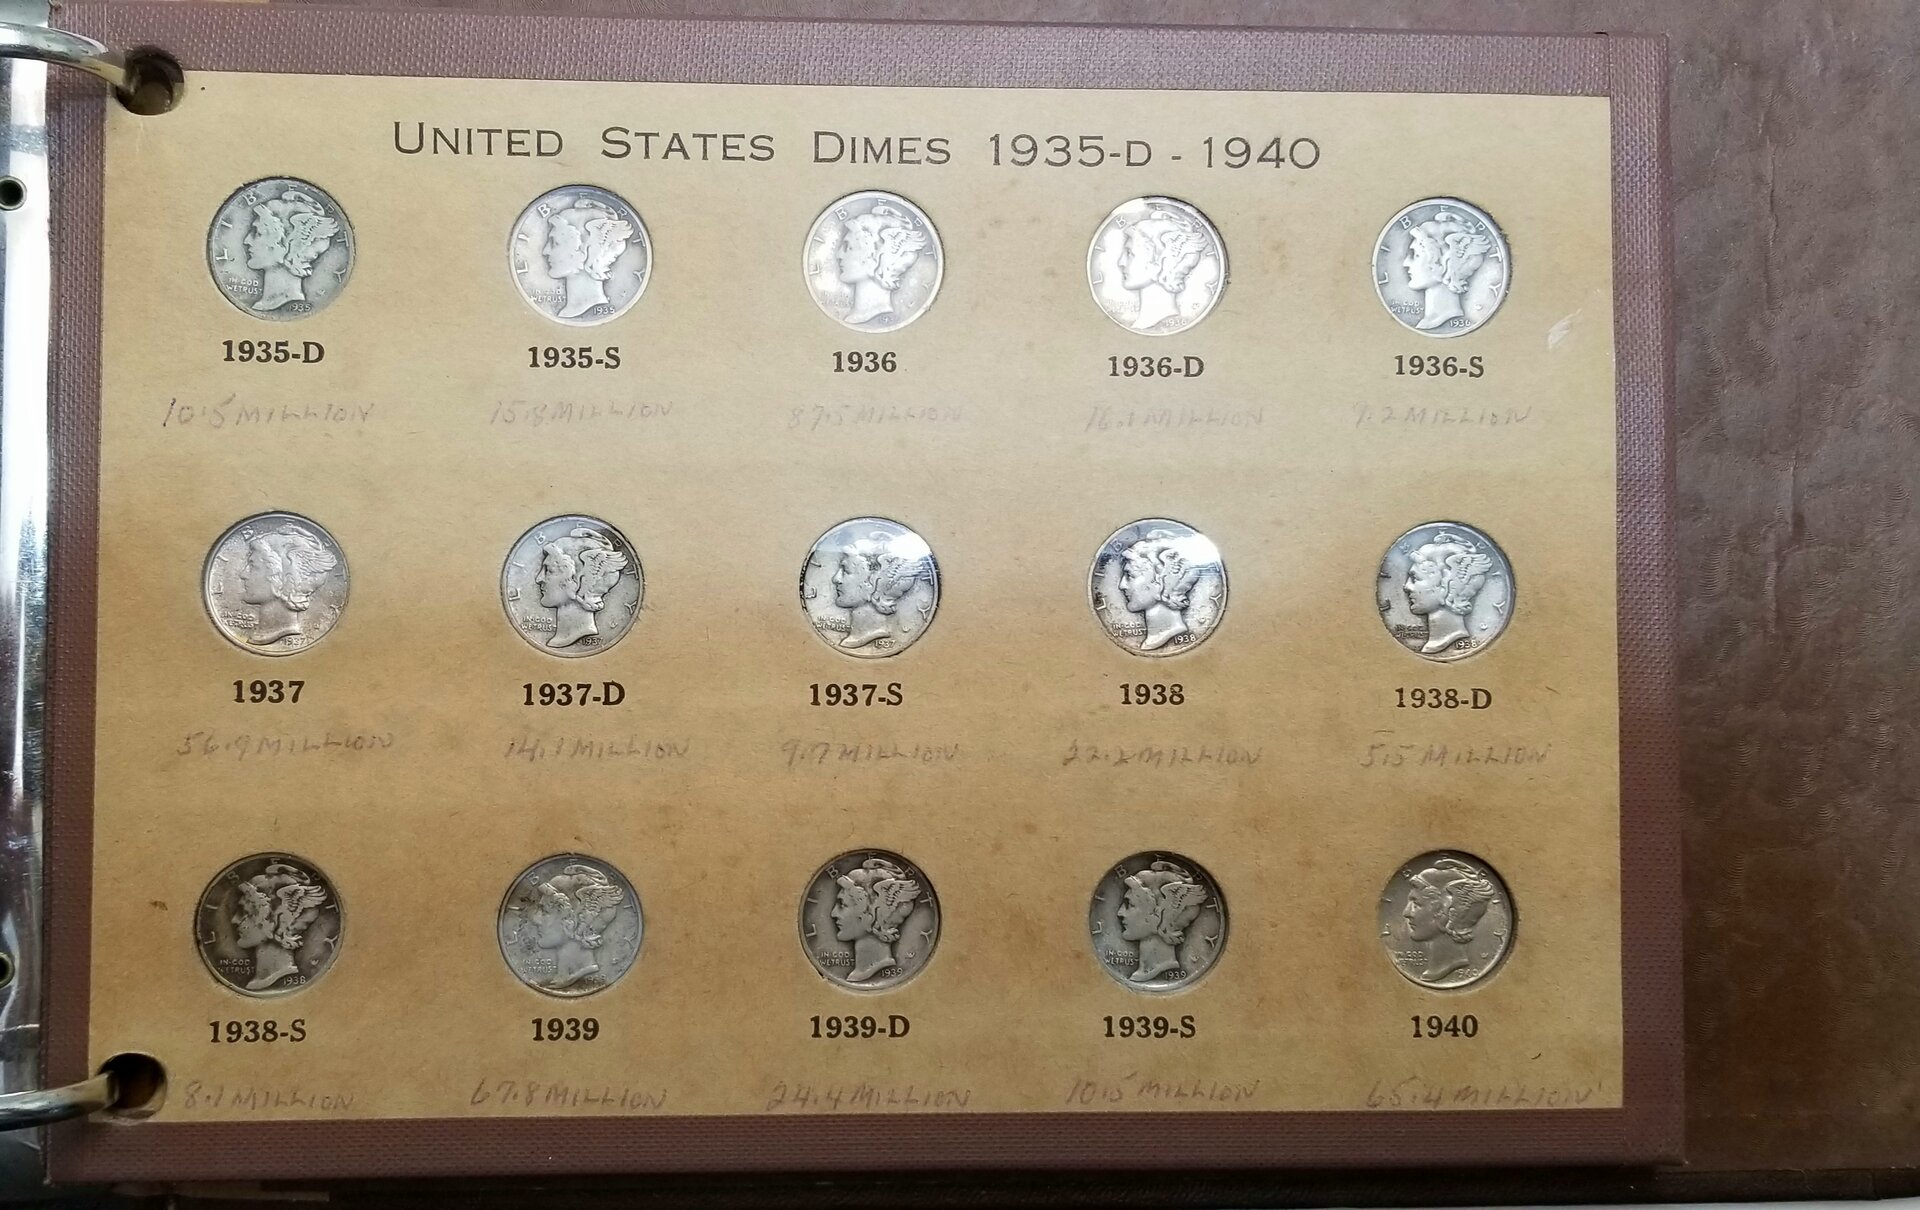 UNITED STATES DIMES 1935-D - 1940
1935-D 1935-S 1936 1936-D 1936-S
10.5 MILLION 15.8 MILLION 87.5 MILLION 16.1 MILLION 9.2 MILLION
1937 1937-D 1937-S 1938 1938-D
56.9 MILLION 14.1 MILLION 9.7 MILLION 22.2 MILLION 5.5 MILLION
1938-S 1939 1939-D 1939-S 1940
8.1 MILLION 67.8 MILLION 24.4 MILLION 10.5 MILLION 65.4 MILLION